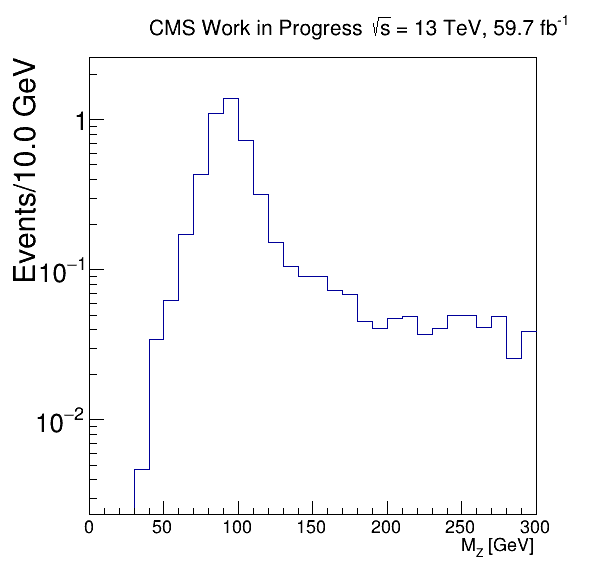 CMS Work in Progress √s = 13 TeV, 59.7 fb⁻¹
Events/10.0 GeV
1
10⁻¹
10⁻²
0 50 100 150 200 250 300
M_Z [GeV]